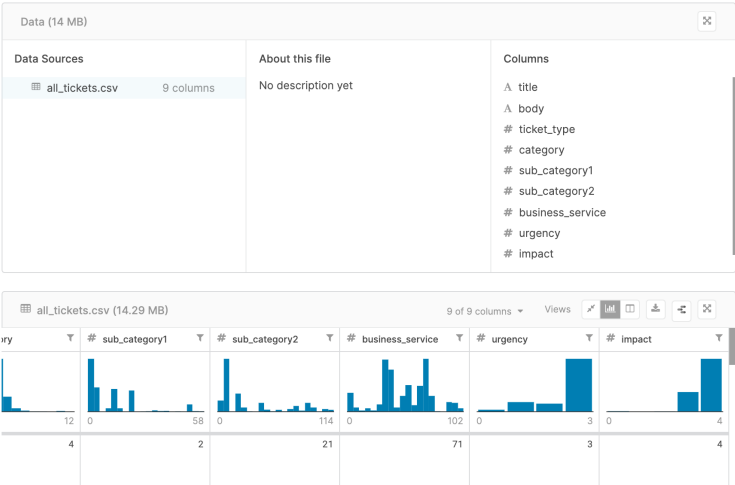 Data (14 MB)
Data Sources
all_tickets.csv 9 columns
About this file
No description yet
Columns
A title
A body
# ticket_type
# category
# sub_category1
# sub_category2
# business_service
# urgency
# impact
all_tickets.csv (14.29 MB) 9 of 9 columns Views
ory # sub_category1 # sub_category2 # business_service # urgency # impact
12 0 58 0 114 0 102 0 3 0 4
4 2 21 71 3 4